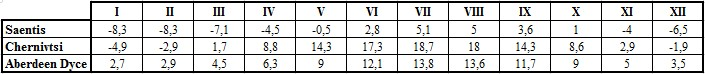 I II III IV V VI VII VIII IX X XI XII
Saentis -8,3 -8,3 -7,1 -4,5 -0,5 2,8 5,1 5 3,6 1 -4 -6,5
Chernivtsi -4,9 -2,9 1,7 8,8 14,3 17,3 18,7 18 14,3 8,6 2,9 -1,9
Aberdeen Dyce 2,7 2,9 4,5 6,3 9 12,1 13,8 13,6 11,7 9 5 3,5